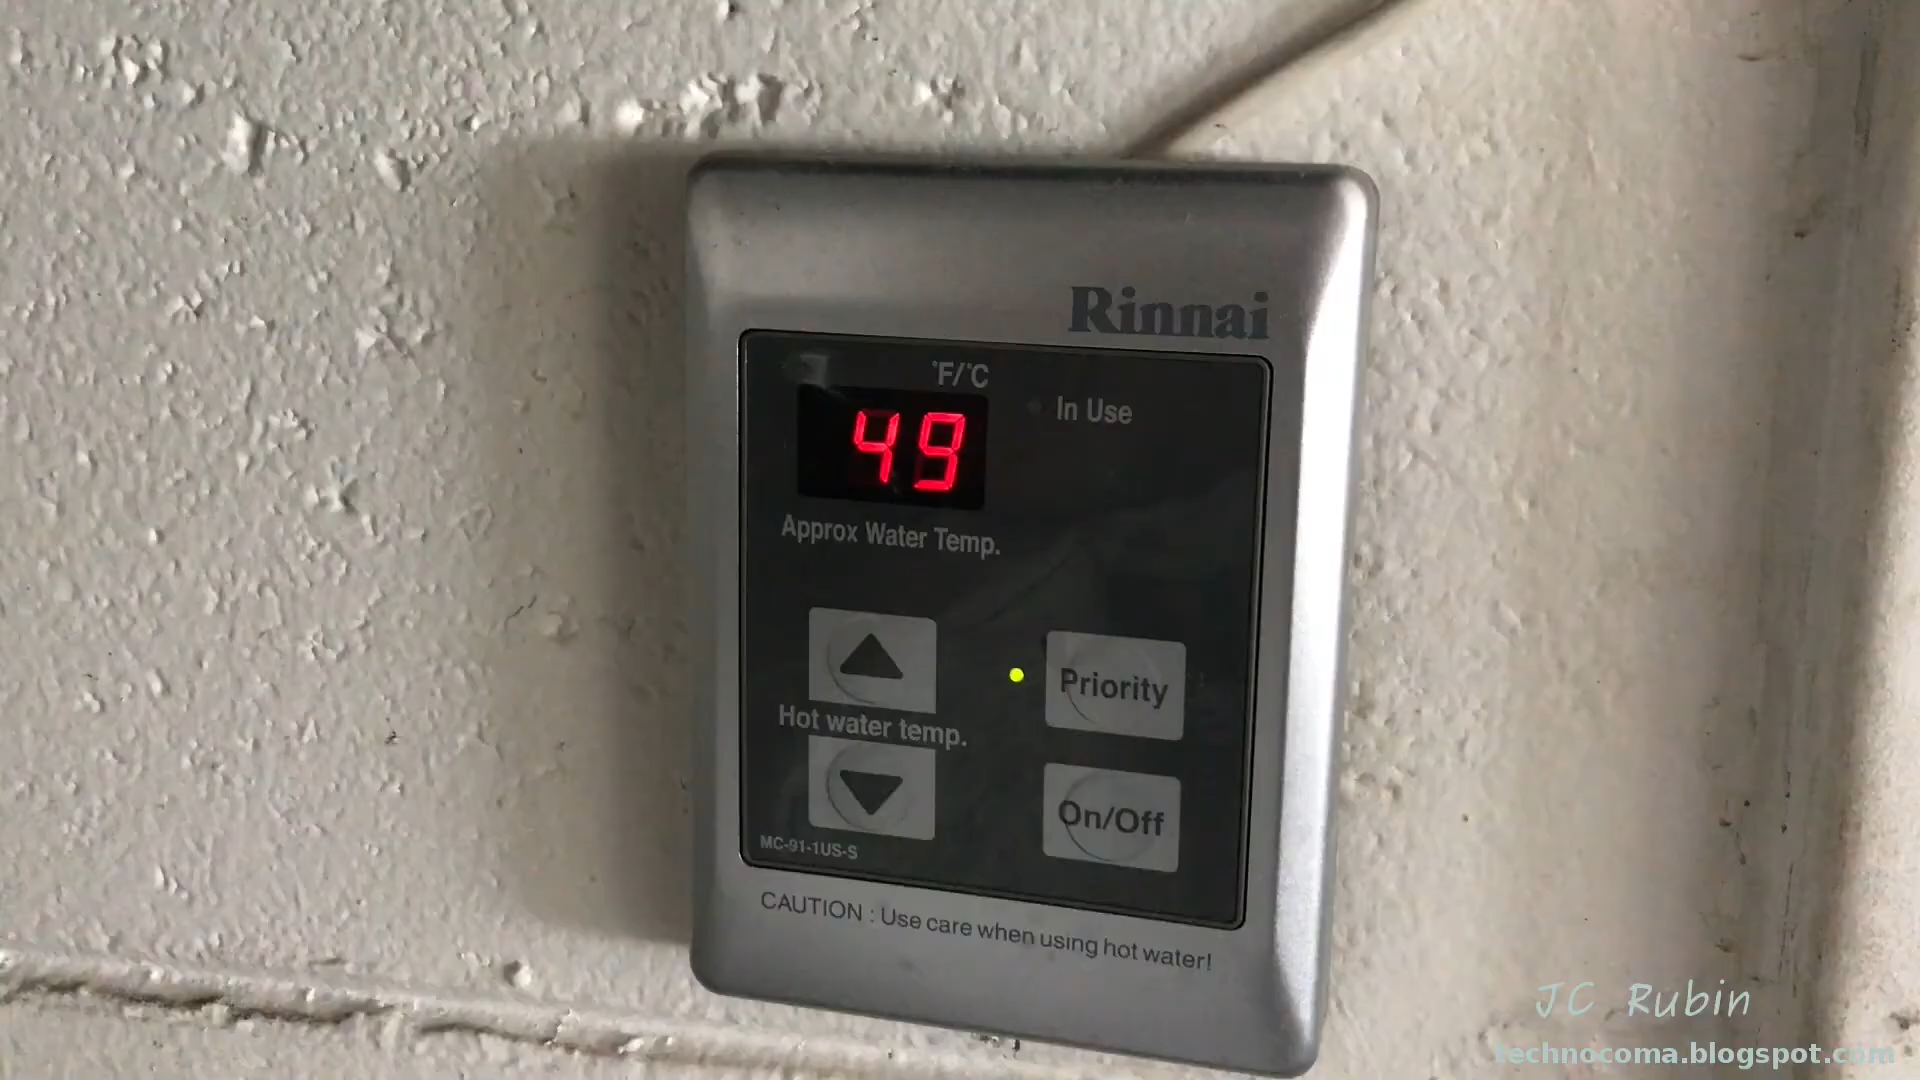 Rinnai
°F/°C
In Use
49
Approx Water Temp.
Priority
Hot water temp.
On/Off
MC-91-1US-S
CAUTION : Use care when using hot water!
JC Rubin
technocoma.blogspot.com